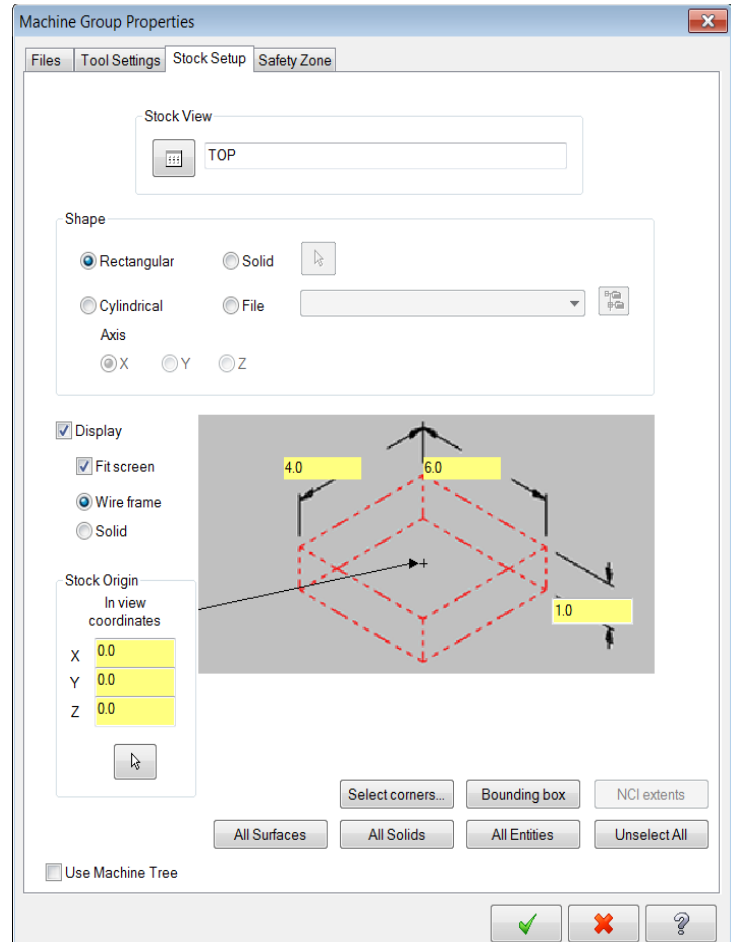 Machine Group Properties
Files Tool Settings Stock Setup Safety Zone
Stock View
TOP
Shape
Rectangular Solid
Cylindrical File
Axis
X Y Z
Display
Fit screen 4.0 6.0
Wire frame
Solid
Stock Origin
In view
coordinates
1.0
X 0.0
Y 0.0
Z 0.0
Select corners... Bounding box NCI extents
All Surfaces All Solids All Entities Unselect All
Use Machine Tree